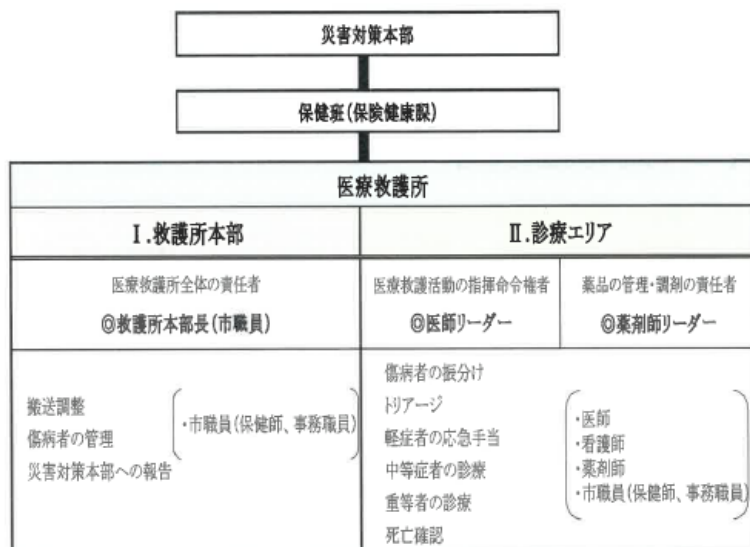 災害対策本部
保健班(保険健康課)
医療救護所
Ⅰ.救護所本部
Ⅱ.診療エリア
医療救護所全体の責任者
◎救護所本部長(市職員)
医療救護活動の指揮命令権者
◎医師リーダー
薬品の管理・調剤の責任者
◎薬剤師リーダー
搬送調整
傷病者の管理
災害対策本部への報告
・市職員(保健師、事務職員)
傷病者の振分け
トリアージ
軽症者の応急手当
中等症者の診療
重等者の診療
死亡確認
・医師
・看護師
・薬剤師
・市職員(保健師、事務職員)